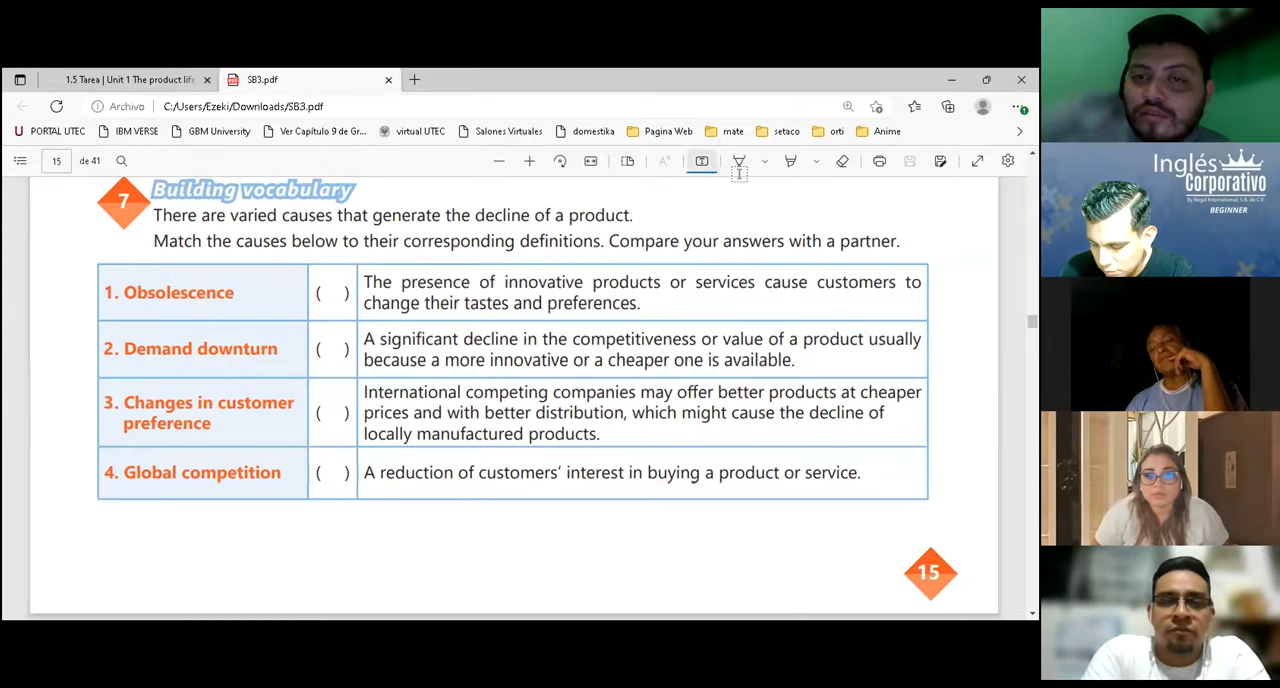 1.5 Tarea | Unit 1 The product life
SB3.pdf
Archivo C:/Users/Ezeki/Downloads/SB3.pdf
PORTAL UTEC IBM VERSE GBM University Ver Capítulo 9 de Gr... virtual UTEC Salones Virtuales domestika Pagina Web mate setaco orti Anime
15 de 41
7 Building vocabulary
There are varied causes that generate the decline of a product.
Match the causes below to their corresponding definitions. Compare your answers with a partner.
1. Obsolescence ( ) The presence of innovative products or services cause customers to
change their tastes and preferences.
2. Demand downturn ( ) A significant decline in the competitiveness or value of a product usually
because a more innovative or a cheaper one is available.
3. Changes in customer
preference
( ) International competing companies may offer better products at cheaper
prices and with better distribution, which might cause the decline of
locally manufactured products.
4. Global competition ( ) A reduction of customers' interest in buying a product or service.
15
Inglés
Corporativo
By Regal International, S.A. de C.V.
BEGINNER